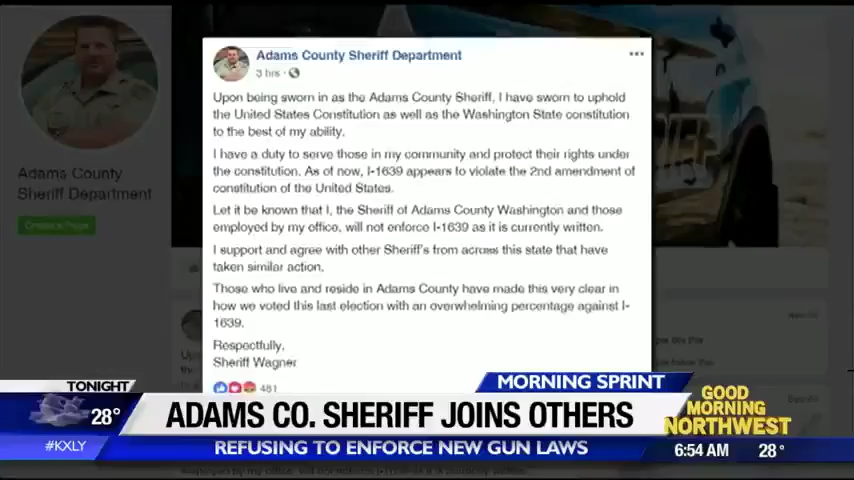 Adams County Sheriff Department
3 hrs
Upon being sworn in as the Adams County Sheriff, I have sworn to uphold
the United States Constitution as well as the Washington State constitution
to the best of my ability.
I have a duty to serve those in my community and protect their rights under
the constitution. As of now, I-1639 appears to violate the 2nd amendment of
constitution of the United States.
Let it be known that I, the Sheriff of Adams County Washington and those
employed by my office, will not enforce I-1639 as it is currently written.
I support and agree with other Sheriff's from across this state that have
taken similar action.
Those who live and reside in Adams County have made this very clear in
how we voted this last election with an overwhelming percentage against I-
1639.
Respectfully,
Sheriff Wagner
481
Adams County
Sheriff Department
Create a Page
TONIGHT
28°
#KXLY
MORNING SPRINT
ADAMS CO. SHERIFF JOINS OTHERS
REFUSING TO ENFORCE NEW GUN LAWS
GOOD
MORNING
NORTHWEST
6:54 AM 28°